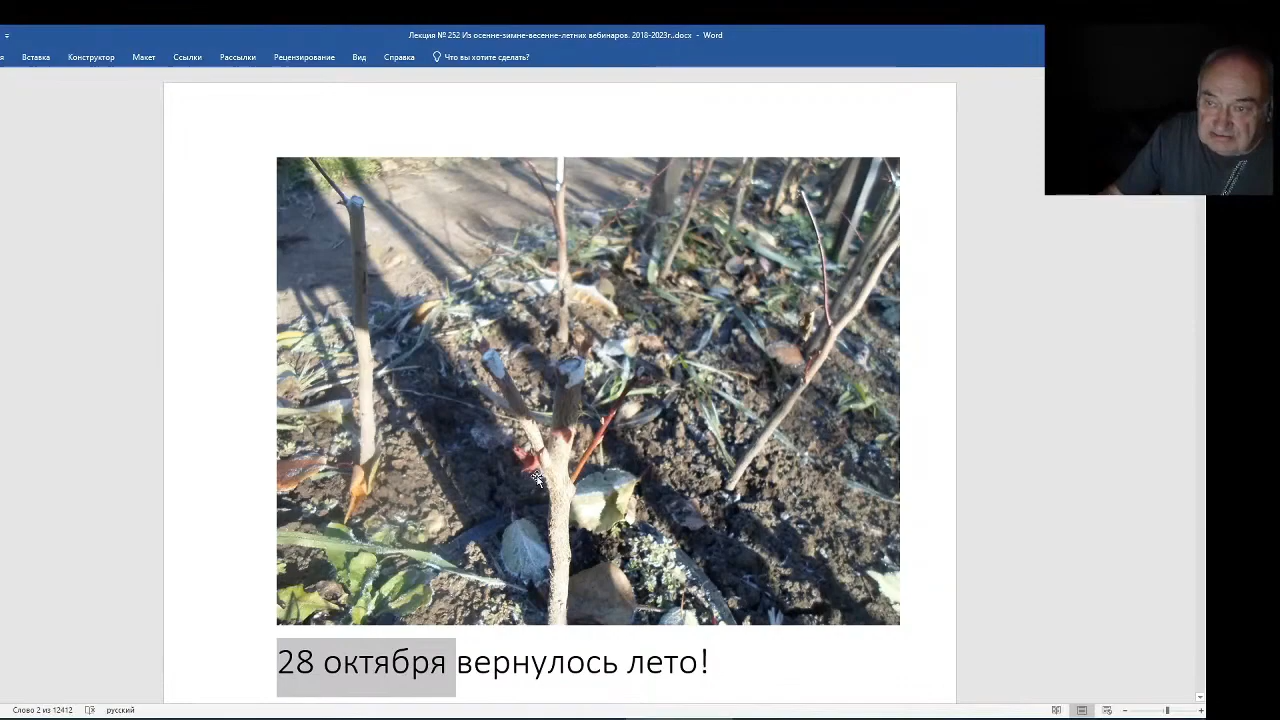 Лекция № 252 Из осенне-зимне-весенне-летних вебинаров. 2018-2023г..docx - Word
я Вставка Конструктор Макет Ссылки Рассылки Рецензирование Вид Справка Что вы хотите сделать?
28 октября вернулось лето!
Слово 2 из 12412 русский